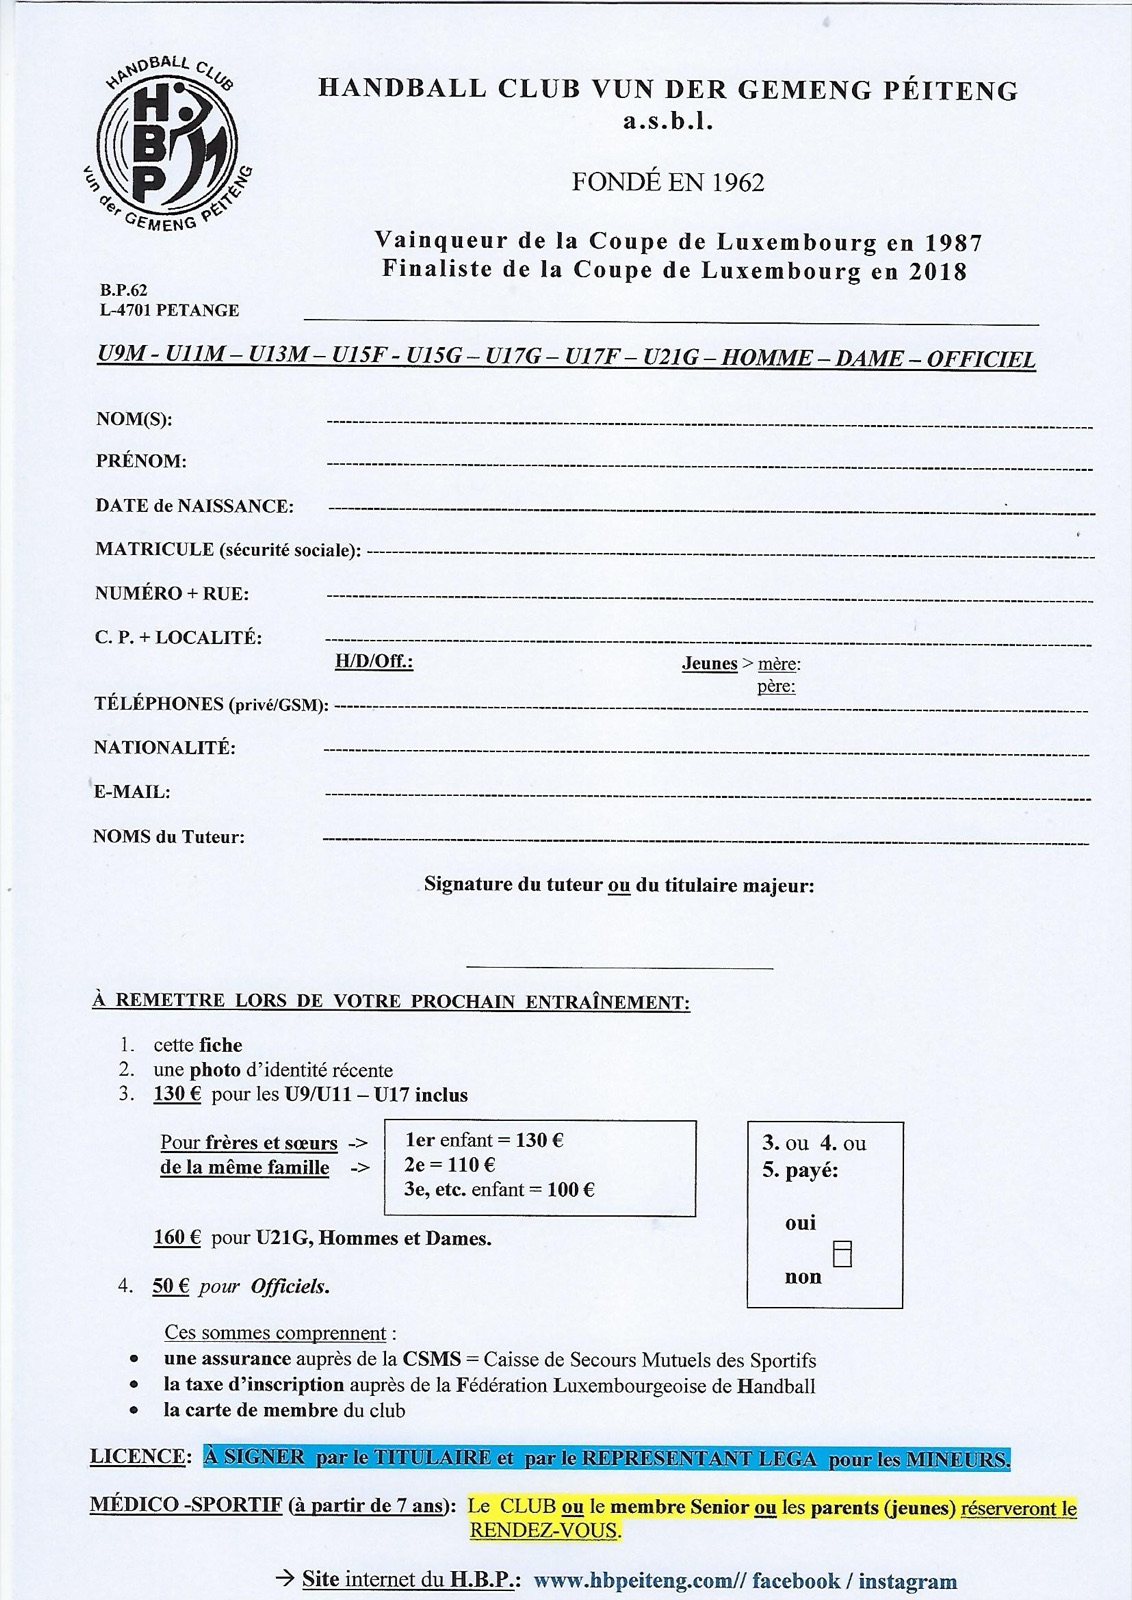 HANDBALL CLUB
HBP
vun der GEMENG PÉITENG
HANDBALL CLUB VUN DER GEMENG PÉITENG
a.s.b.l.
FONDÉ EN 1962
Vainqueur de la Coupe de Luxembourg en 1987
Finaliste de la Coupe de Luxembourg en 2018
B.P.62
L-4701 PETANGE
U9M - U11M – U13M – U15F - U15G – U17G – U17F – U21G – HOMME – DAME – OFFICIEL
NOM(S):
PRÉNOM:
DATE de NAISSANCE:
MATRICULE (sécurité sociale):
NUMÉRO + RUE:
C. P. + LOCALITÉ:
H/D/Off.: Jeunes > mère:
père:
TÉLÉPHONES (privé/GSM):
NATIONALITÉ:
E-MAIL:
NOMS du Tuteur:
Signature du tuteur ou du titulaire majeur:
À REMETTRE LORS DE VOTRE PROCHAIN ENTRAÎNEMENT:
1. cette fiche
2. une photo d’identité récente
3. 130 € pour les U9/U11 – U17 inclus
Pour frères et sœurs ->
de la même famille ->
1er enfant = 130 €
2e = 110 €
3e, etc. enfant = 100 €
3. ou 4. ou
5. payé:
oui
non
160 € pour U21G, Hommes et Dames.
4. 50 € pour Officiels.
Ces sommes comprennent :
• une assurance auprès de la CSMS = Caisse de Secours Mutuels des Sportifs
• la taxe d’inscription auprès de la Fédération Luxembourgeoise de Handball
• la carte de membre du club
LICENCE: À SIGNER par le TITULAIRE et par le REPRESENTANT LEGA pour les MINEURS.
MÉDICO -SPORTIF (à partir de 7 ans): Le CLUB ou le membre Senior ou les parents (jeunes) réserveront le
RENDEZ-VOUS.
→ Site internet du H.B.P.: www.hbpeiteng.com// facebook / instagram